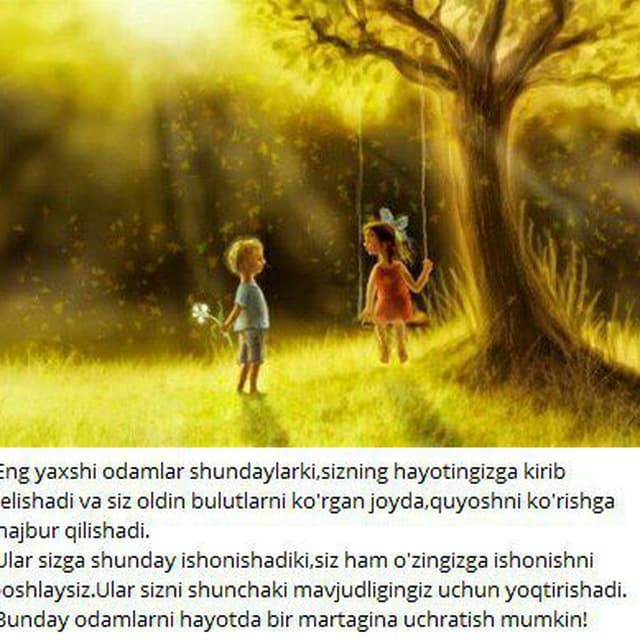 Eng yaxshi odamlar shundaylarki,sizning hayotingizga kirib
elishadi va siz oldin bulutlarni ko'rgan joyda,quyoshni ko'rishga
najbur qilishadi.
Ular sizga shunday ishonishadiki,siz ham o'zingizga ishonishni
boshlaysiz.Ular sizni shunchaki mavjudligingiz uchun yoqtirishadi.
Bunday odamlarni hayotda bir martagina uchratish mumkin!